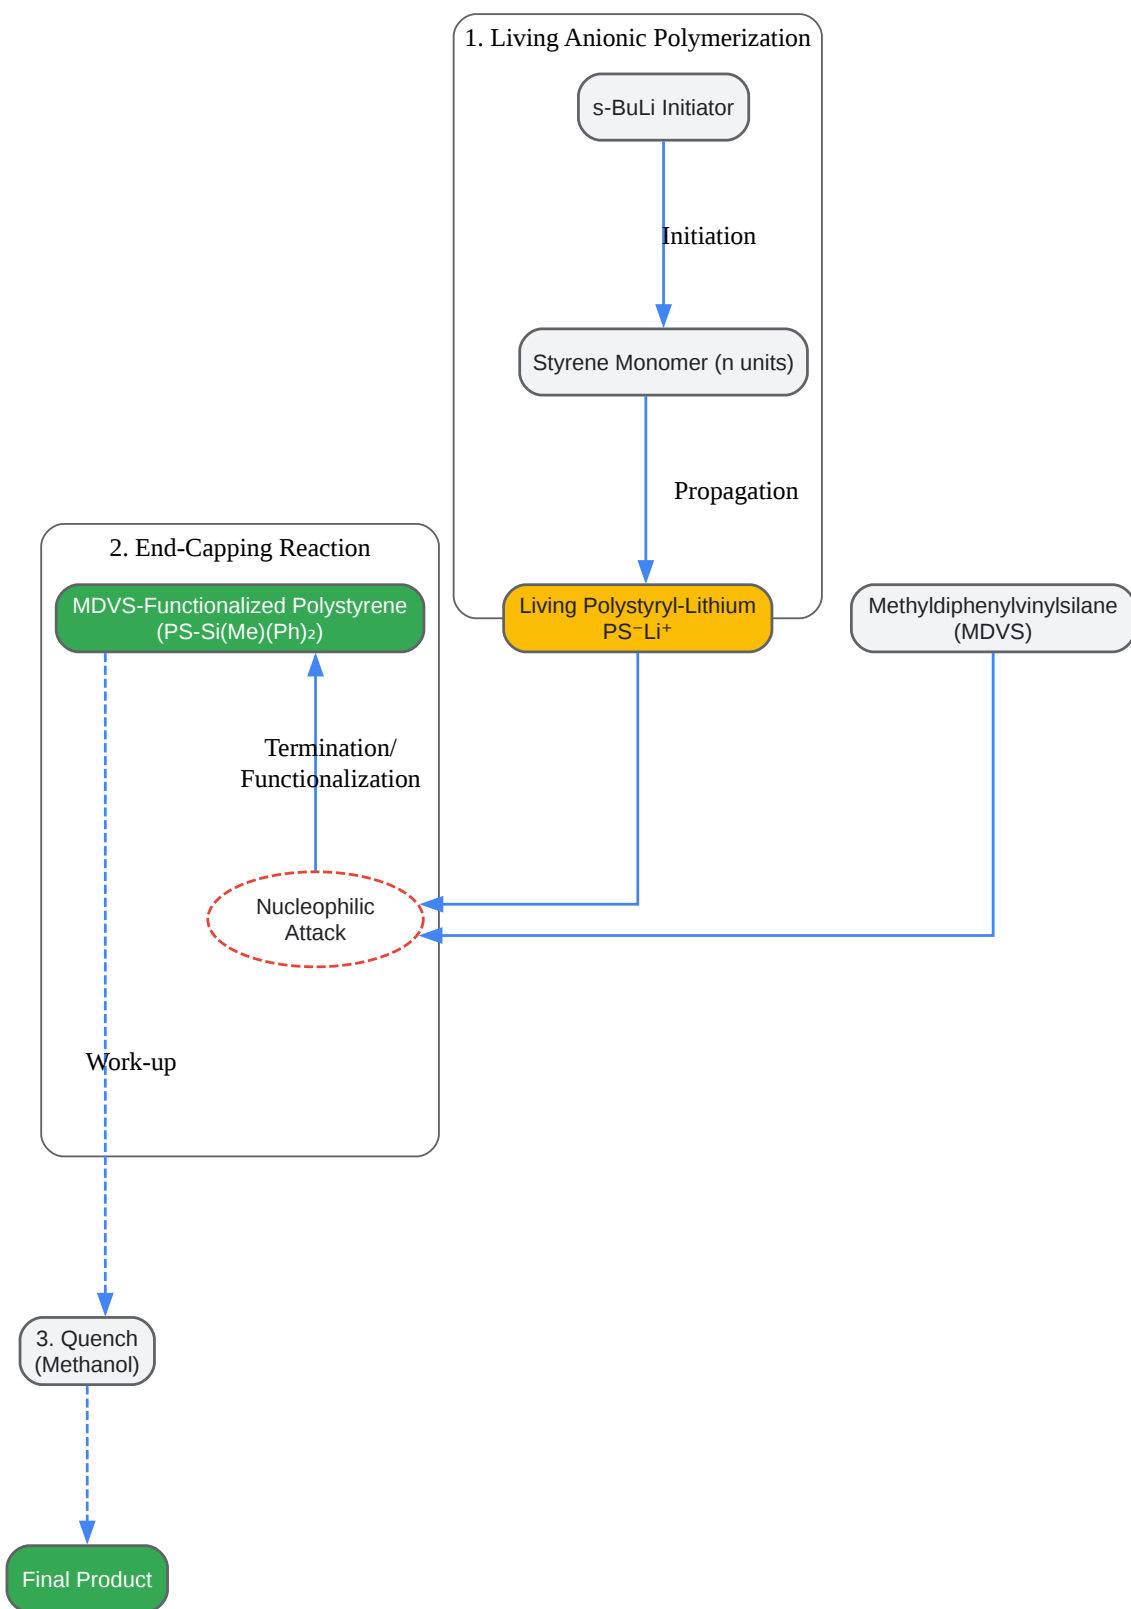 1. Living Anionic Polymerization
s-BuLi Initiator
Initiation
Styrene Monomer (n units)
Propagation
2. End-Capping Reaction
MDVS-Functionalized Polystyrene
(PS-Si(Me)(Ph)₂)
Living Polystyryl-Lithium
PS⁻Li⁺
Methyldiphenylvinylsilane
(MDVS)
Termination/
Functionalization
Nucleophilic
Attack
Work-up
3. Quench
(Methanol)
Final Product